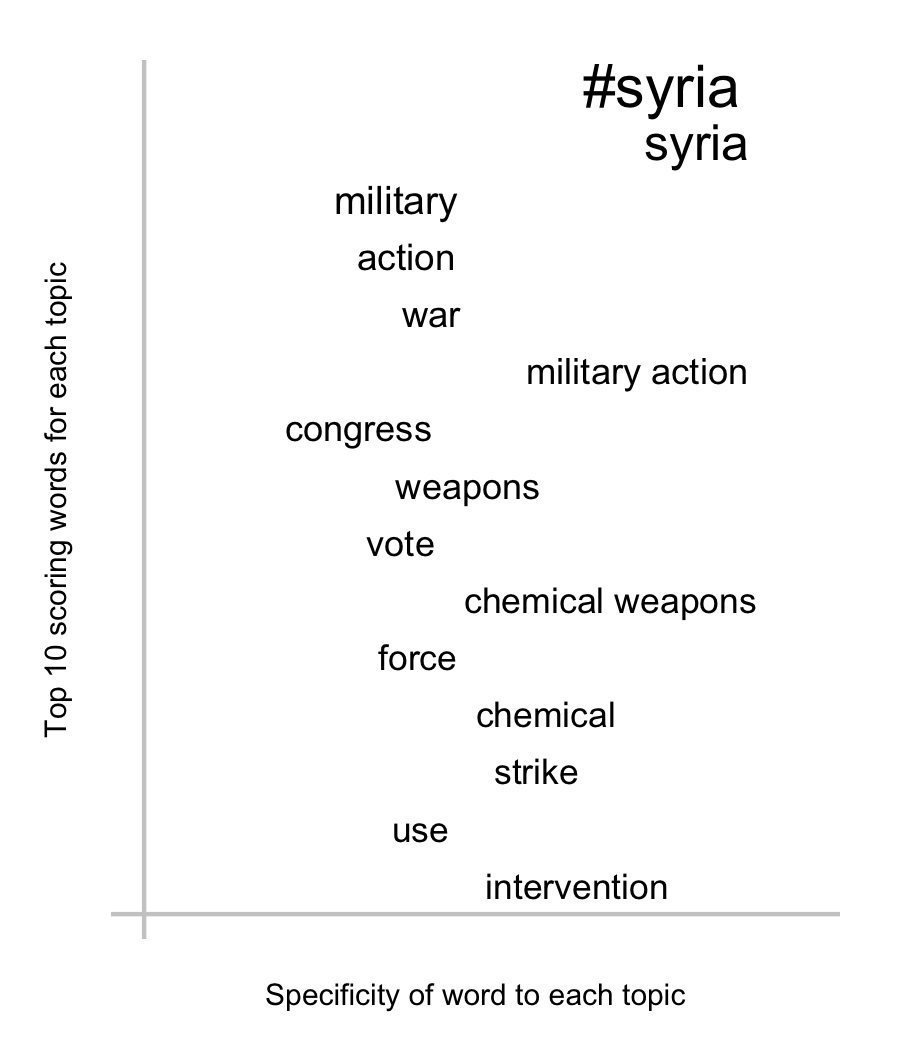 #syria
syria
military
action
war
military action
congress
weapons
vote
chemical weapons
force
chemical
strike
use
intervention
Top 10 scoring words for each topic
Specificity of word to each topic